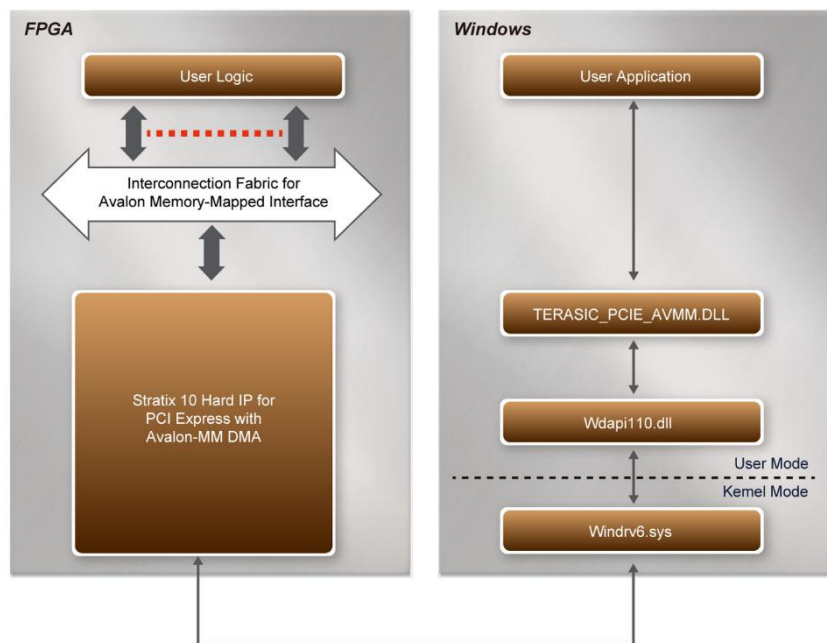 FPGA
User Logic
Interconnection Fabric for
Avalon Memory-Mapped Interface
Stratix 10 Hard IP for
PCI Express with
Avalon-MM DMA
Windows
User Application
TERASIC_PCIE_AVMM.DLL
Wdapi110.dll
User Mode
Kernel Mode
Windrv6.sys